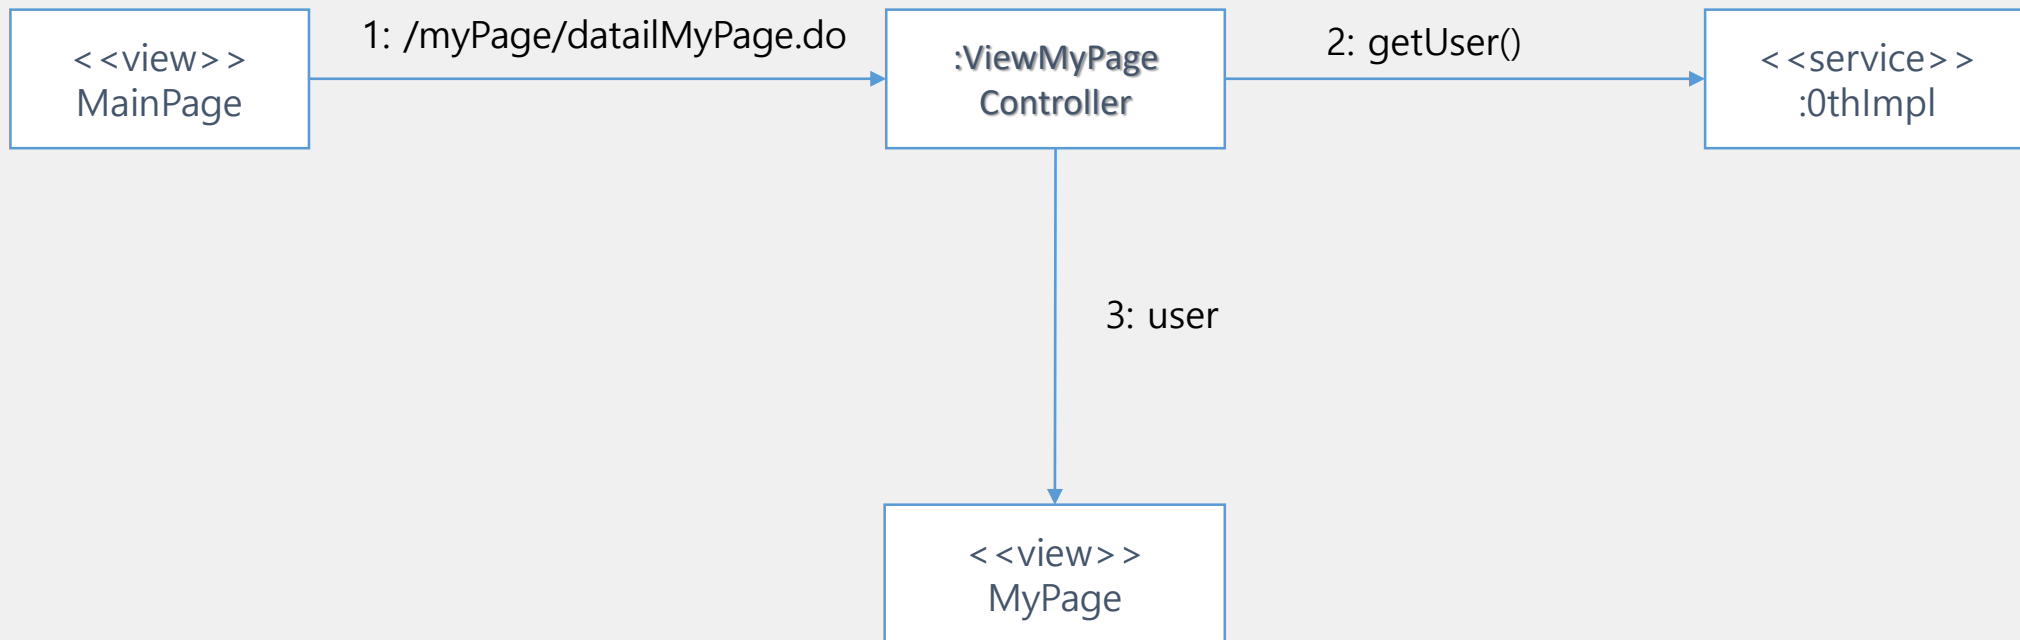 <<view>>
MainPage
1: /myPage/datailMyPage.do
:ViewMyPage
Controller
2: getUser()
<<service>>
:0thImpl
3: user
<<view>>
MyPage